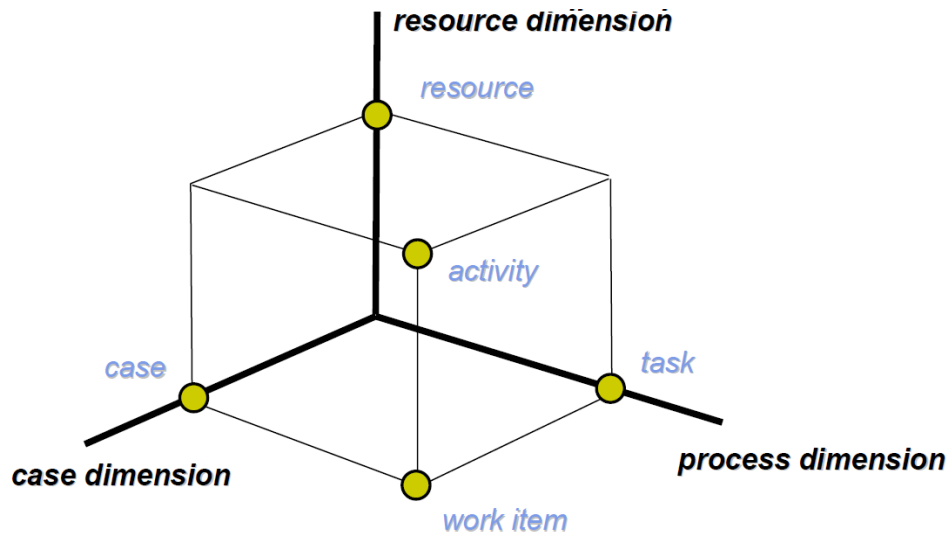 resource dimension
resource
activity
case
task
case dimension
process dimension
work item